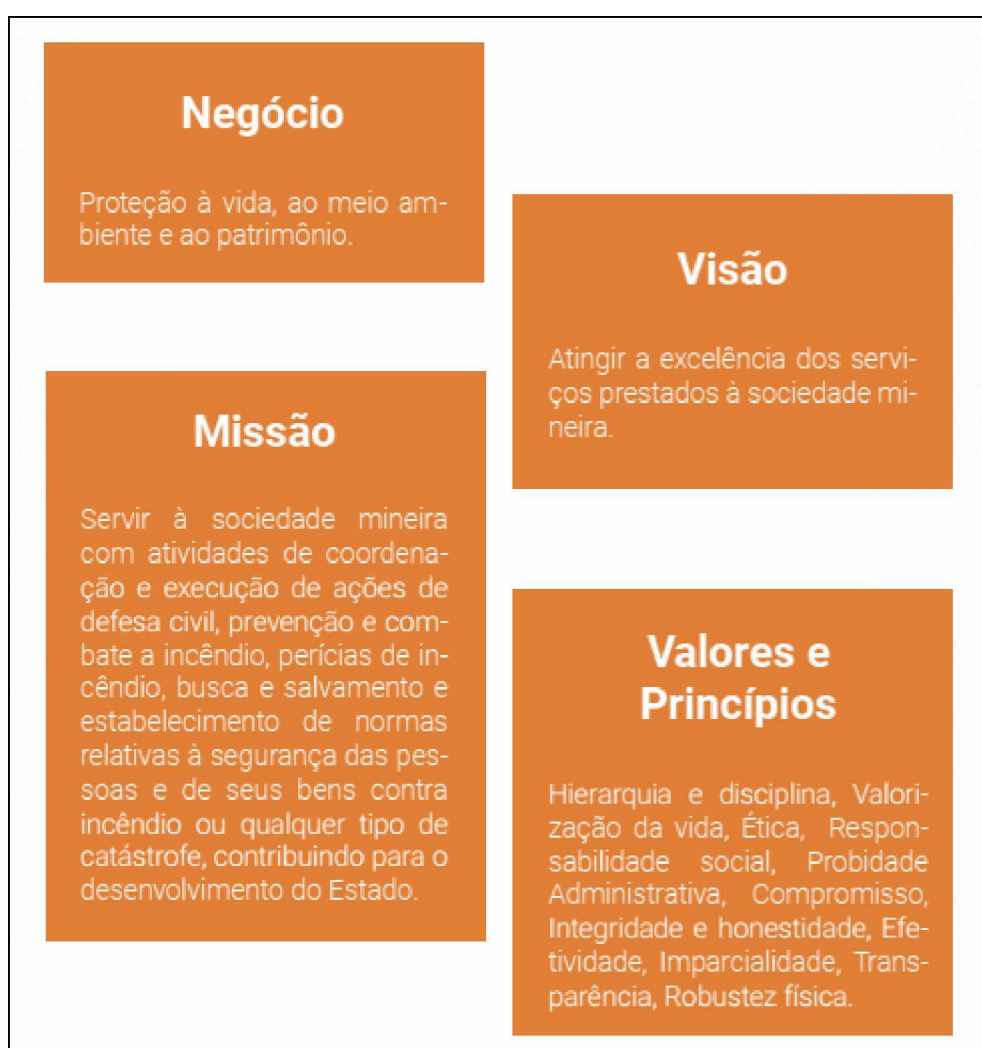 Negócio
Proteção à vida, ao meio am-
biente e ao patrimônio.
Visão
Atingir a excelência dos servi-
ços prestados à sociedade mi-
neira.
Missão
Servir à sociedade mineira
com atividades de coordena-
ção e execução de ações de
defesa civil, prevenção e com-
bate a incêndio, perícias de in-
cêndio, busca e salvamento e
estabelecimento de normas
relativas à segurança das pes-
soas e de seus bens contra
incêndio ou qualquer tipo de
catástrofe, contribuindo para o
desenvolvimento do Estado.
Valores e
Princípios
Hierarquia e disciplina, Valori-
zação da vida, Ética, Respon-
sabilidade social, Probidade
Administrativa, Compromisso,
Integridade e honestidade, Efe-
tividade, Imparcialidade, Trans-
parência, Robustez física.